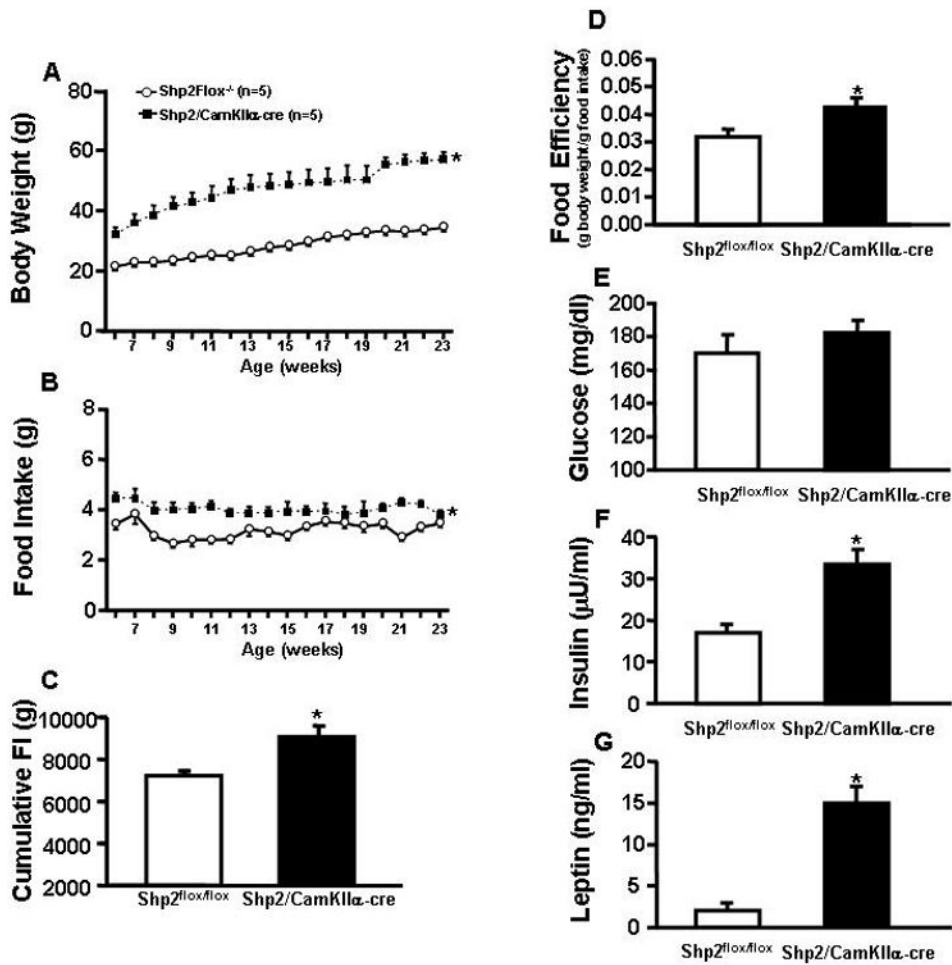 A
Shp2Flox-/- (n=5)
Shp2/CamKIIα-cre (n=5)
Body Weight (g)
80
60
40
20
0
*
7 9 11 13 15 17 19 21 23
Age (weeks)
B
Food Intake (g)
8
6
4
2
0
*
7 9 11 13 15 17 19 21 23
Age (weeks)
C
Cumulative FI (g)
10000
8000
6000
4000
2000
*
Shp2flox/flox Shp2/CamKIIα-cre
D
Food Efficiency
(g body weight/g food intake)
0.06
0.06
0.04
0.03
0.02
0.01
0.00
*
Shp2flox/flox Shp2/CamKIIα-cre
E
Glucose (mg/dl)
200
180
160
140
120
100
Shp2flox/flox Shp2/CamKIIα-cre
F
Insulin (µU/ml)
40
30
20
10
0
*
Shp2flox/flox Shp2/CamKIIα-cre
G
Leptin (ng/ml)
20
15
10
5
0
*
Shp2flox/flox Shp2/CamKIIα-cre